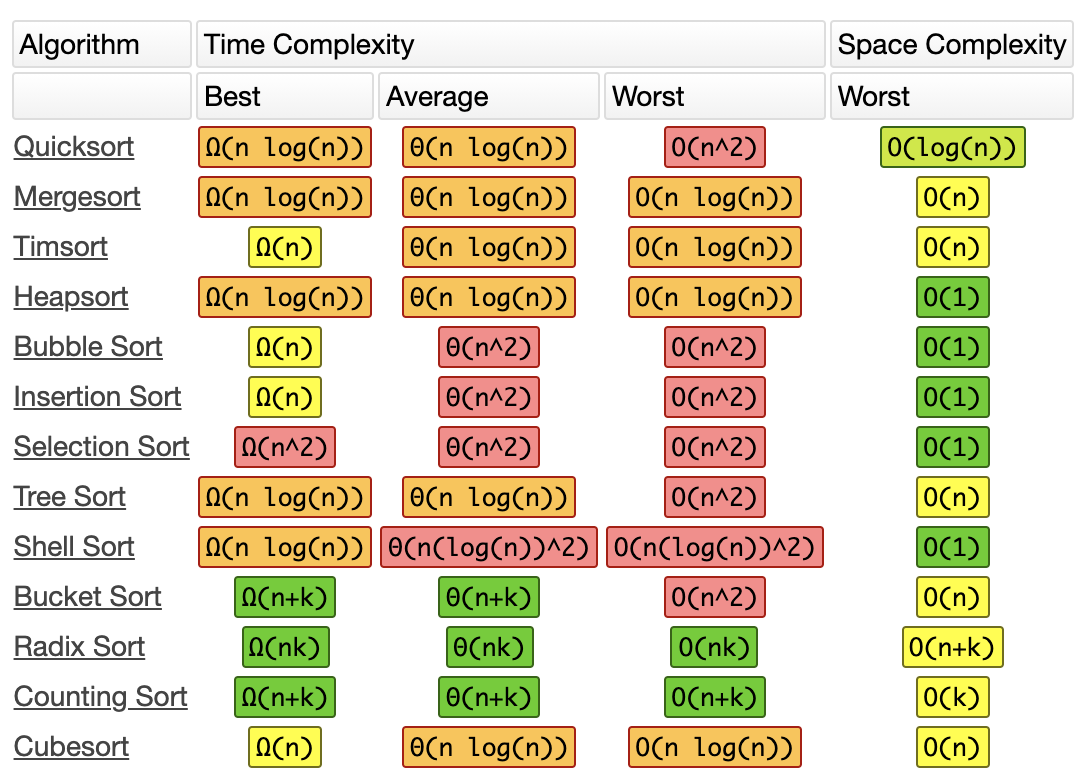 Algorithm Time Complexity Space Complexity
Best Average Worst Worst
Quicksort Ω(n log(n)) Θ(n log(n)) O(n^2) O(log(n))
Mergesort Ω(n log(n)) Θ(n log(n)) O(n log(n)) O(n)
Timsort Ω(n) Θ(n log(n)) O(n log(n)) O(n)
Heapsort Ω(n log(n)) Θ(n log(n)) O(n log(n)) O(1)
Bubble Sort Ω(n) Θ(n^2) O(n^2) O(1)
Insertion Sort Ω(n) Θ(n^2) O(n^2) O(1)
Selection Sort Ω(n^2) Θ(n^2) O(n^2) O(1)
Tree Sort Ω(n log(n)) Θ(n log(n)) O(n^2) O(n)
Shell Sort Ω(n log(n)) Θ(n(log(n))^2) O(n(log(n))^2) O(1)
Bucket Sort Ω(n+k) Θ(n+k) O(n^2) O(n)
Radix Sort Ω(nk) Θ(nk) O(nk) O(n+k)
Counting Sort Ω(n+k) Θ(n+k) O(n+k) O(k)
Cubesort Ω(n) Θ(n log(n)) O(n log(n)) O(n)